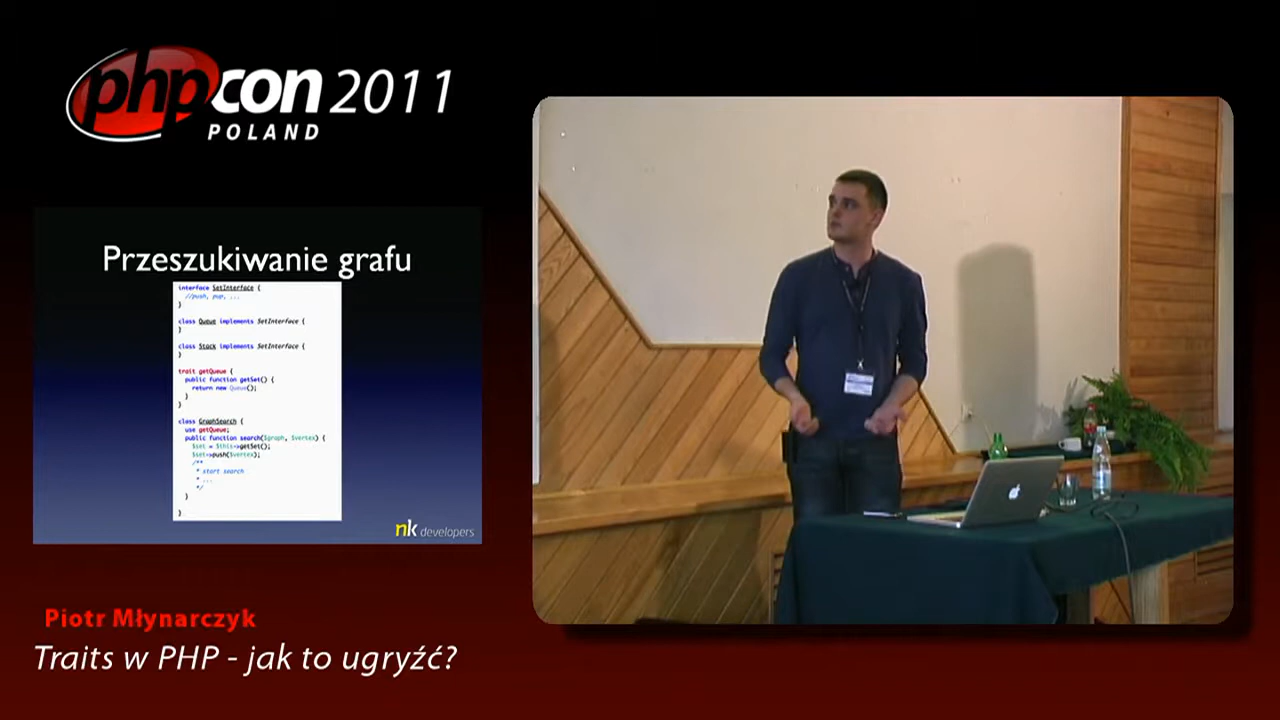 phpcon 2011
POLAND
Przeszukiwanie grafu
interface SetInterface {
//push, pop, ...
}
class Queue implements SetInterface {
}
class Stack implements SetInterface {
}
trait getQueue {
public function getSet() {
return new Queue();
}
}
class GraphSearch {
use getQueue;
public function search($graph, $vertex) {
$set = $this->getSet();
$set->push($vertex);
/**
* start search
* ...
*/
}
}
nk developers
Piotr Młynarczyk
Traits w PHP - jak to ugryźć?